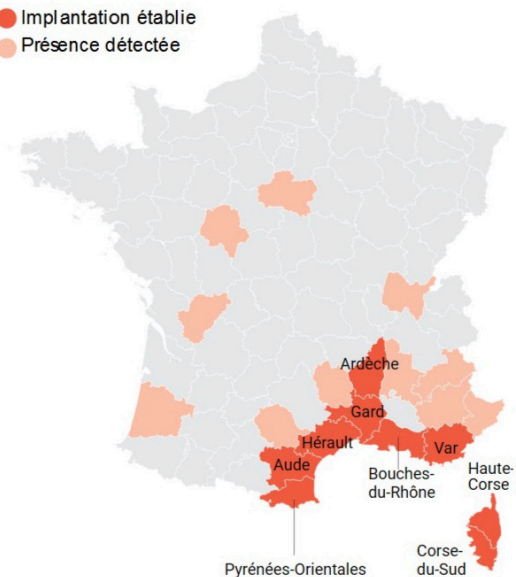 Implantation établie
Présence détectée
Ardèche
Gard
Hérault
Var
Aude
Bouches-
du-Rhône
Haute-
Corse
Corse-
du-Sud
Pyrénées-Orientales